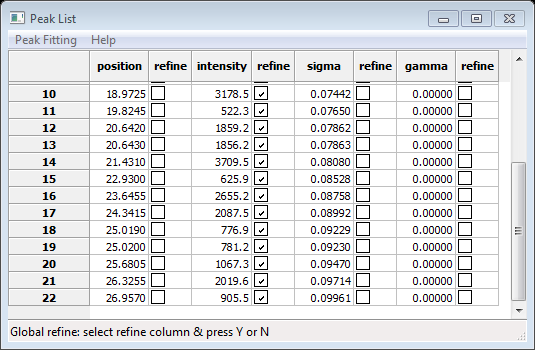 Peak List
Peak Fitting Help
position refine intensity refine sigma refine gamma refine
10 18.9725 3178.5 0.07442 0.00000
11 19.8245 522.3 0.07650 0.00000
12 20.6420 1859.2 0.07862 0.00000
13 20.6430 1856.2 0.07863 0.00000
14 21.4310 3709.5 0.08080 0.00000
15 22.9300 625.9 0.08528 0.00000
16 23.6455 2655.2 0.08758 0.00000
17 24.3415 2087.5 0.08992 0.00000
18 25.0190 776.9 0.09229 0.00000
19 25.0200 781.2 0.09230 0.00000
20 25.6805 1067.3 0.09470 0.00000
21 26.3255 2019.6 0.09714 0.00000
22 26.9570 905.5 0.09961 0.00000
Global refine: select refine column & press Y or N